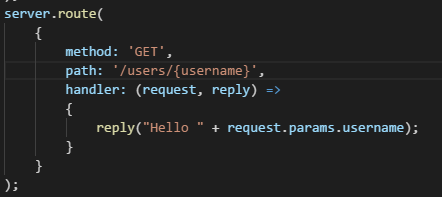 server.route(
    {
        method: 'GET',
        path: '/users/{username}',
        handler: (request, reply) =>
        {
            reply("Hello " + request.params.username);
        }
    }
);